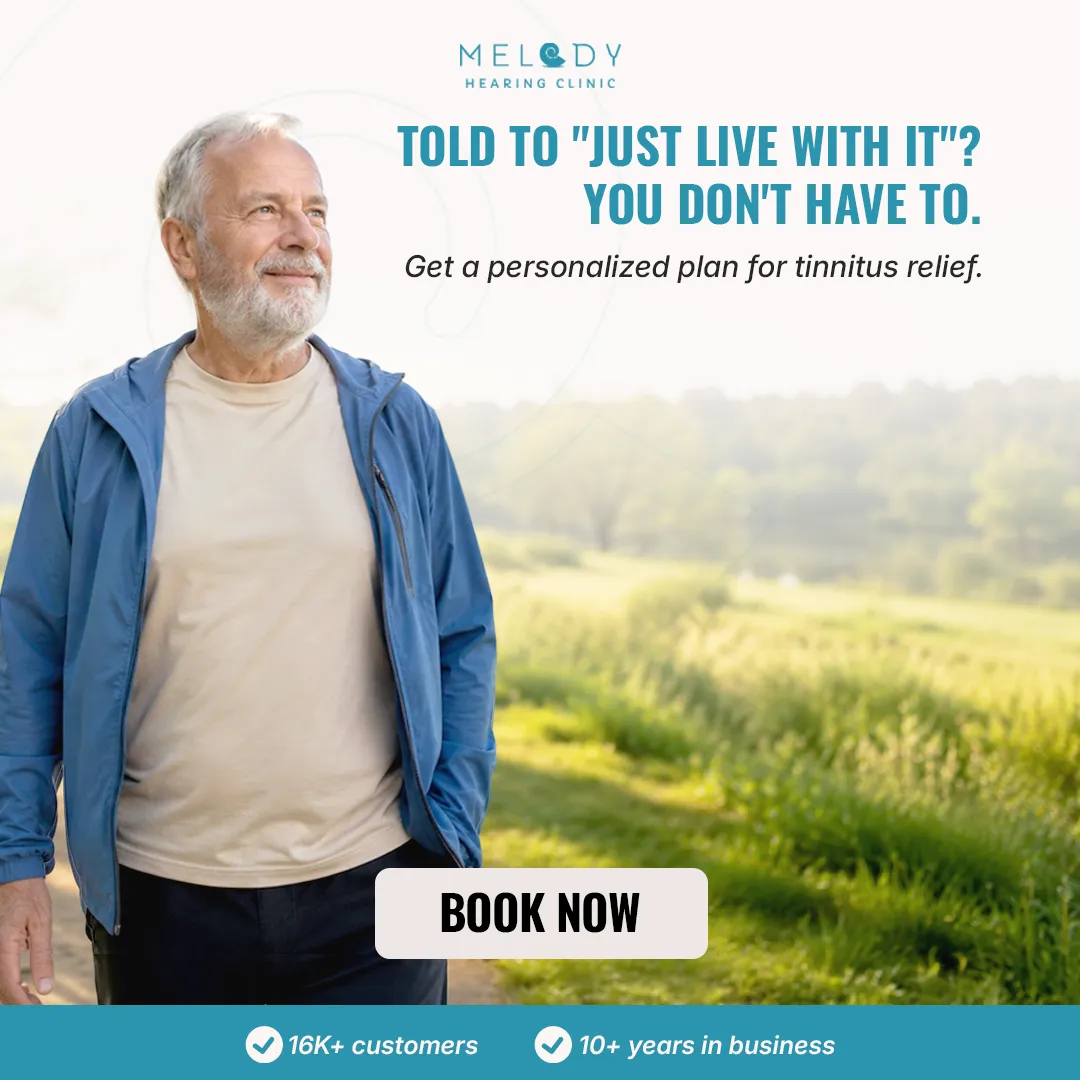 MELODY
HEARING CLINIC
TOLD TO "JUST LIVE WITH IT"?
YOU DON'T HAVE TO.
Get a personalized plan for tinnitus relief.
BOOK NOW
16K+ customers
10+ years in business